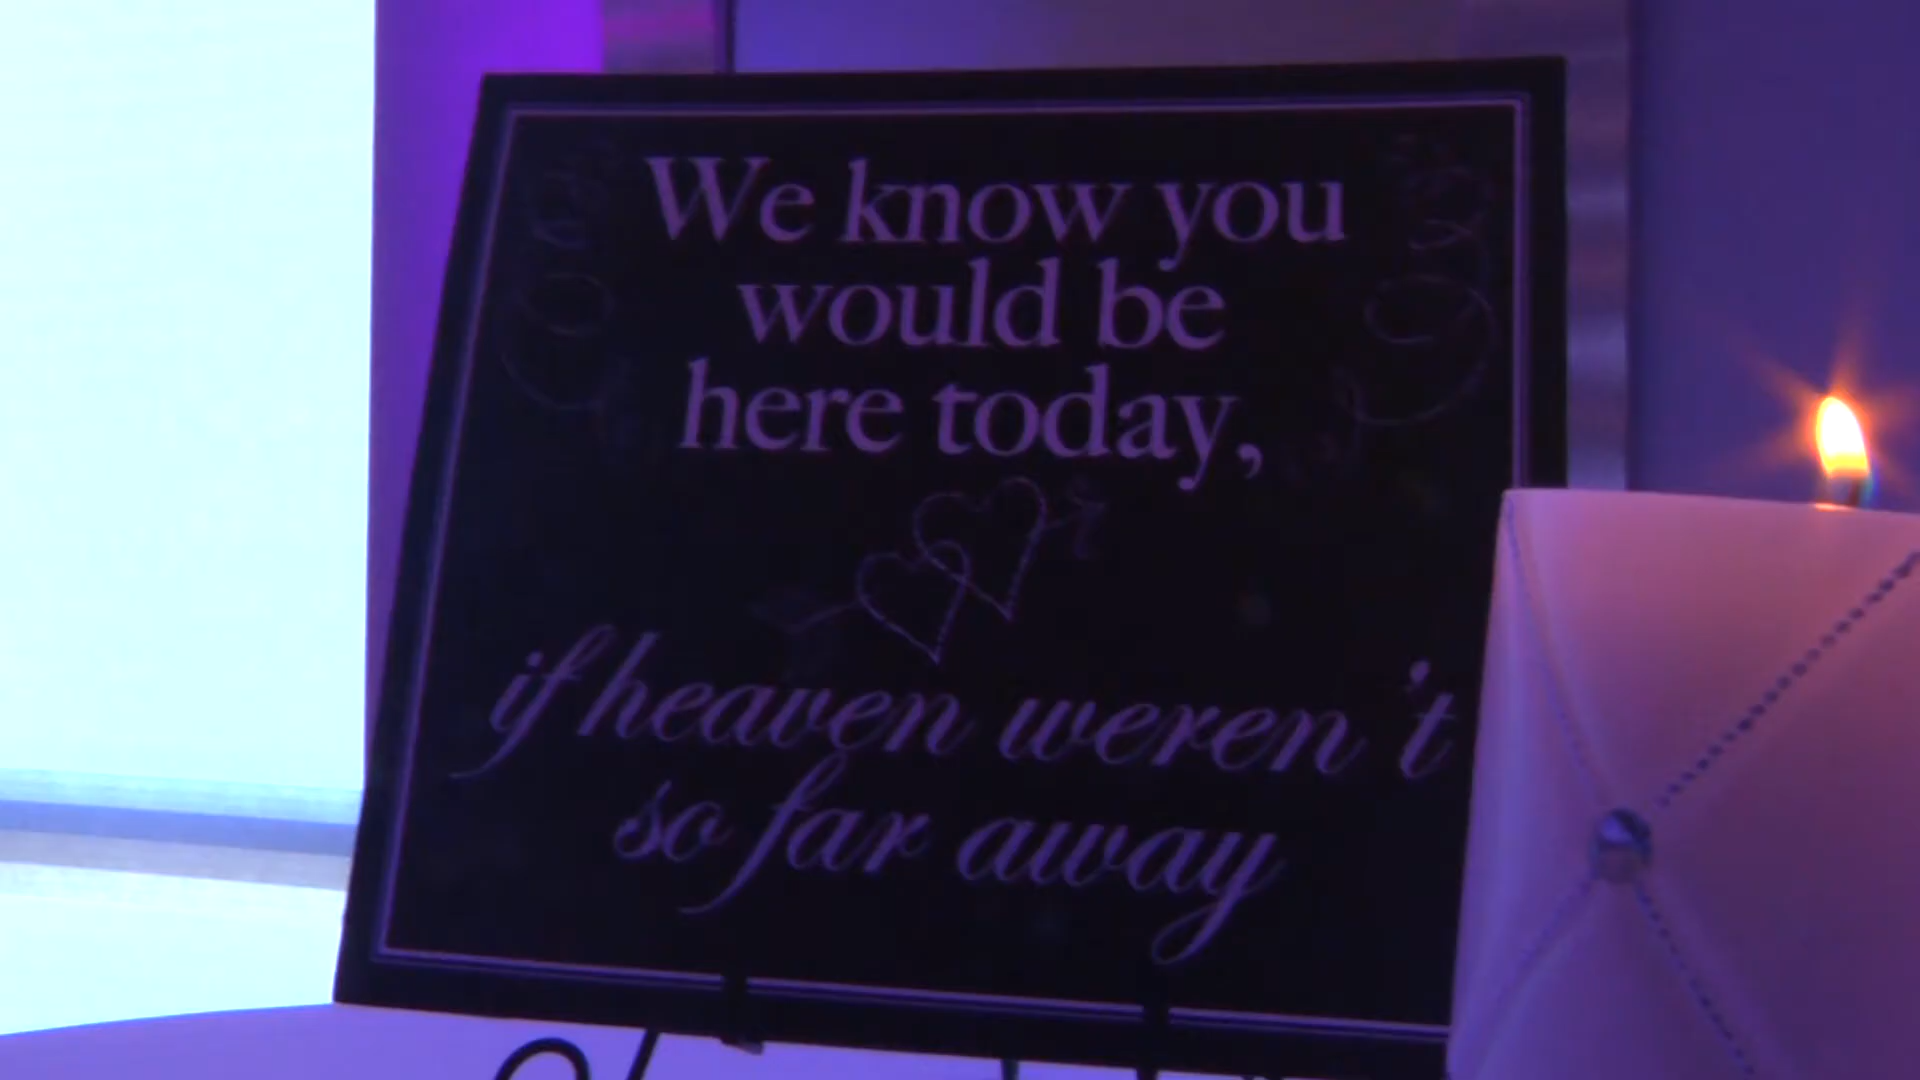 We know you
would be
here today,
if heaven weren't
so far away